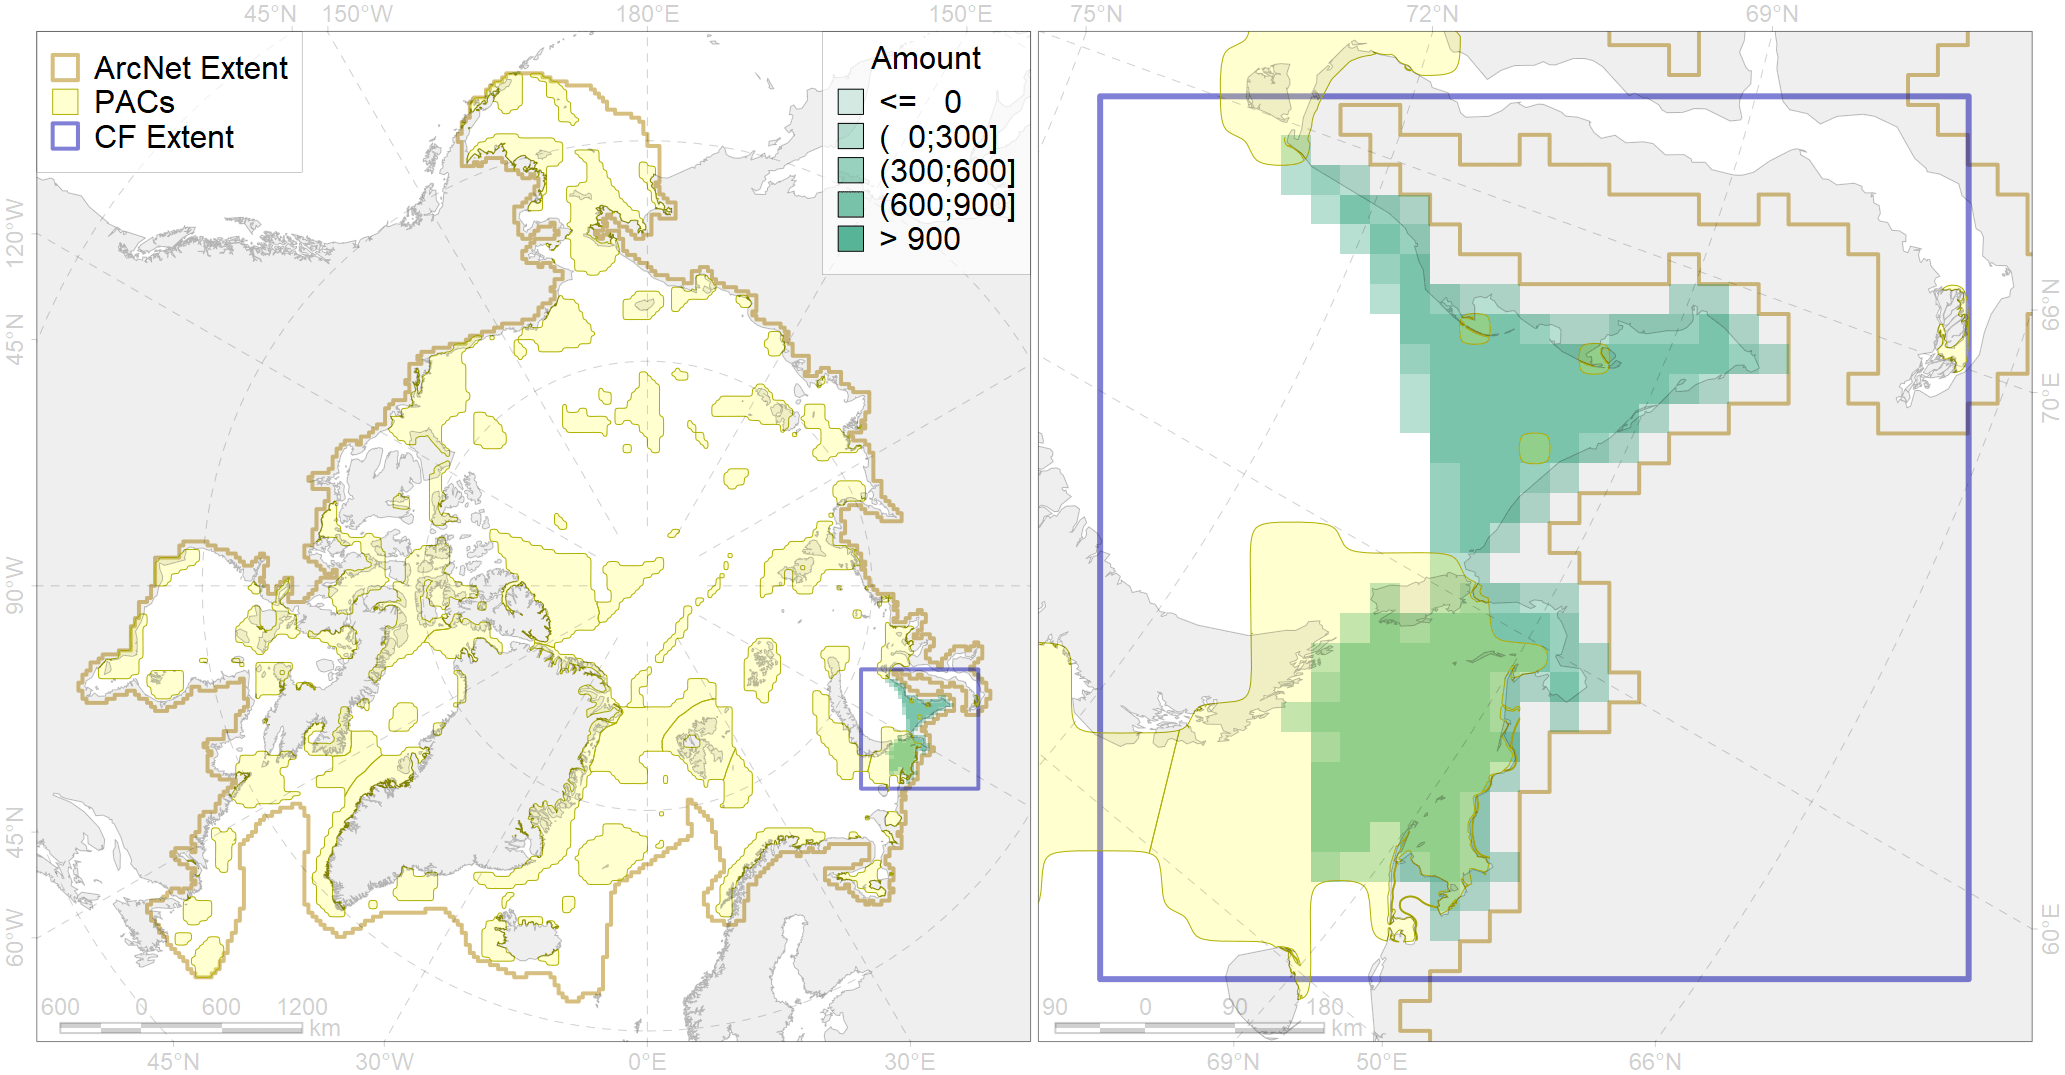 45°N 150°W 180°E 150°E 75°N 72°N 69°N
ArcNet Extent
PACs
CF Extent
Amount
<= 0
( 0;300]
(300;600]
(600;900]
> 900
120°W
45°N
90°W
45°N
60°W
66°N
70°E
60°E
600 0 600 1200
km
90 0 90 180
km
45°N 30°W 0°E 30°E 69°N 50°E 66°N